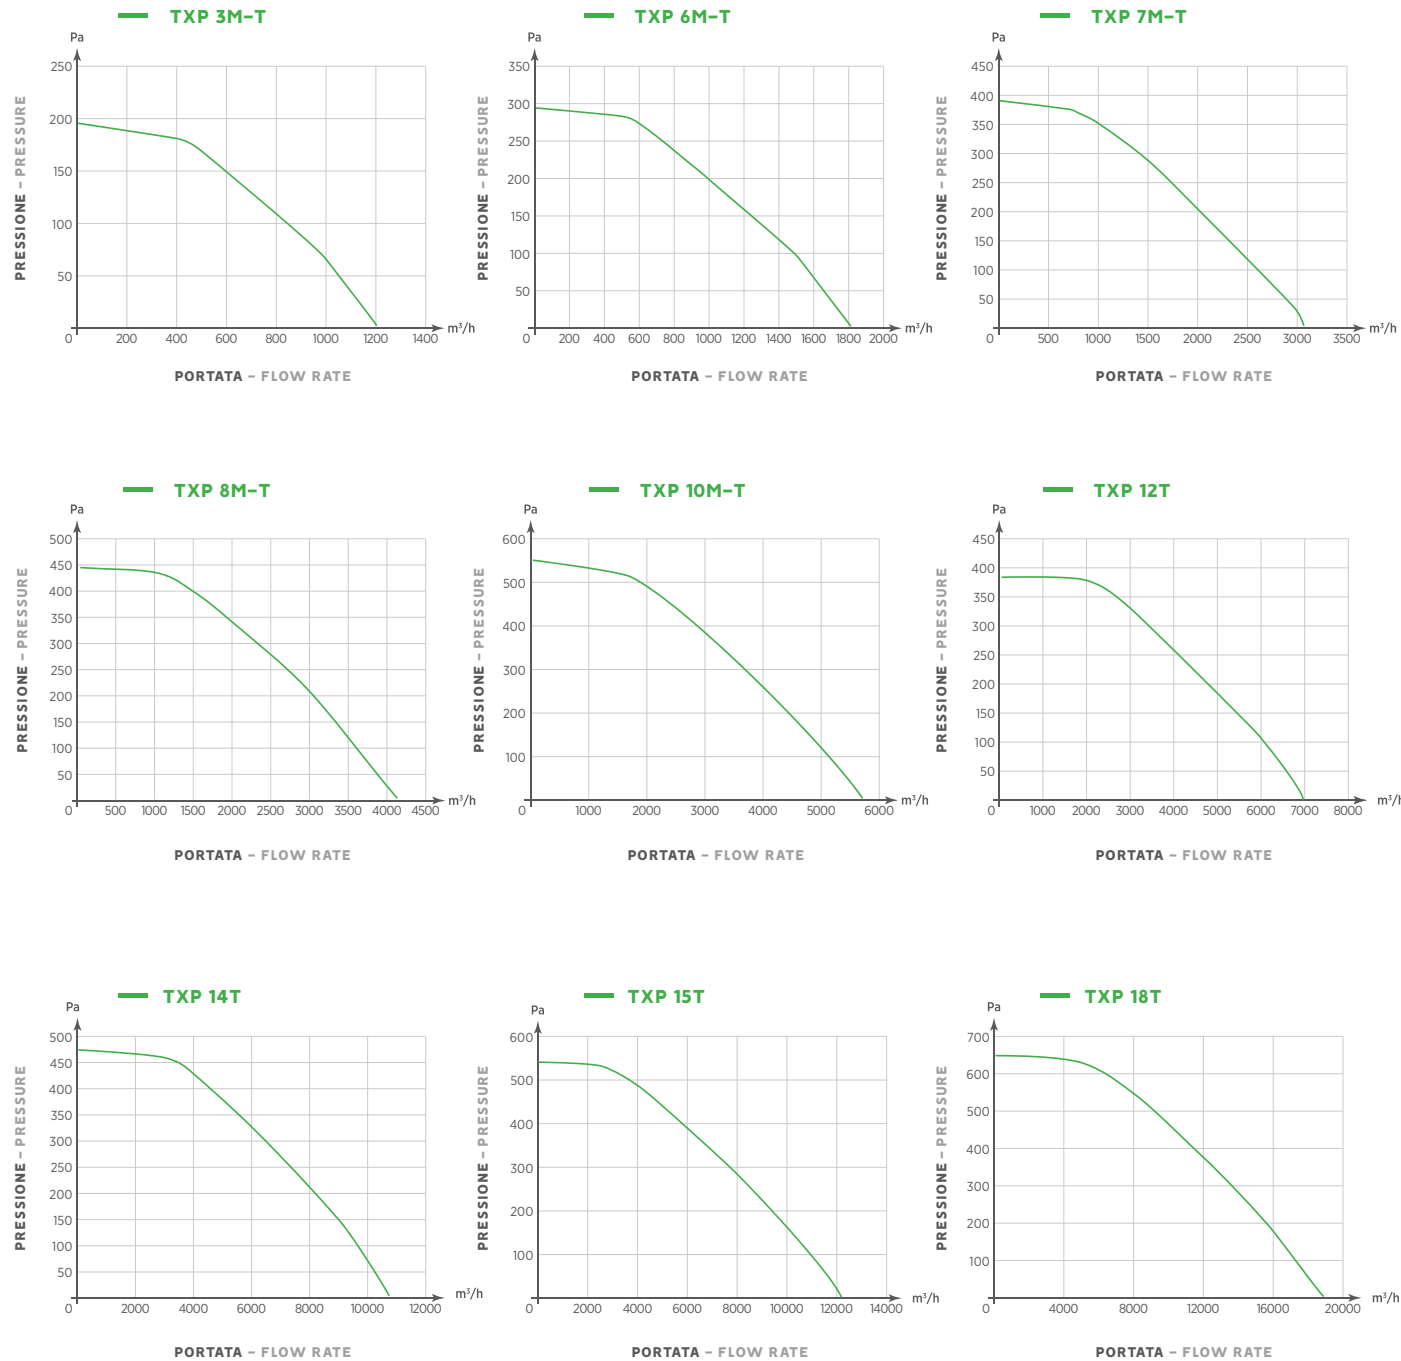 TXP 3M–T
Pa
250
200
150
100
50
0 200 400 600 800 1000 1200 1400 m³/h
PRESSIONE – PRESSURE
PORTATA – FLOW RATE
TXP 6M–T
Pa
350
300
250
200
150
100
50
0 200 400 600 800 1000 1200 1400 1600 1800 2000 m³/h
PRESSIONE – PRESSURE
PORTATA – FLOW RATE
TXP 7M–T
Pa
450
400
350
300
250
200
150
100
50
0 500 1000 1500 2000 2500 3000 3500 m³/h
PRESSIONE – PRESSURE
PORTATA – FLOW RATE
TXP 8M–T
Pa
500
450
400
350
300
250
200
150
100
50
0 500 1000 1500 2000 2500 3000 3500 4000 4500 m³/h
PRESSIONE – PRESSURE
PORTATA – FLOW RATE
TXP 10M–T
Pa
600
500
400
300
200
100
0 1000 2000 3000 4000 5000 6000 m³/h
PRESSIONE – PRESSURE
PORTATA – FLOW RATE
TXP 12T
Pa
450
400
350
300
250
200
150
100
50
0 1000 2000 3000 4000 5000 6000 7000 8000 m³/h
PRESSIONE – PRESSURE
PORTATA – FLOW RATE
TXP 14T
Pa
500
450
400
350
300
250
200
150
100
50
0 2000 4000 6000 8000 10000 12000 m³/h
PRESSIONE – PRESSURE
PORTATA – FLOW RATE
TXP 15T
Pa
600
500
400
300
200
100
0 2000 4000 6000 8000 10000 12000 14000 m³/h
PRESSIONE – PRESSURE
PORTATA – FLOW RATE
TXP 18T
Pa
700
600
500
400
300
200
100
0 4000 8000 12000 16000 20000 m³/h
PRESSIONE – PRESSURE
PORTATA – FLOW RATE